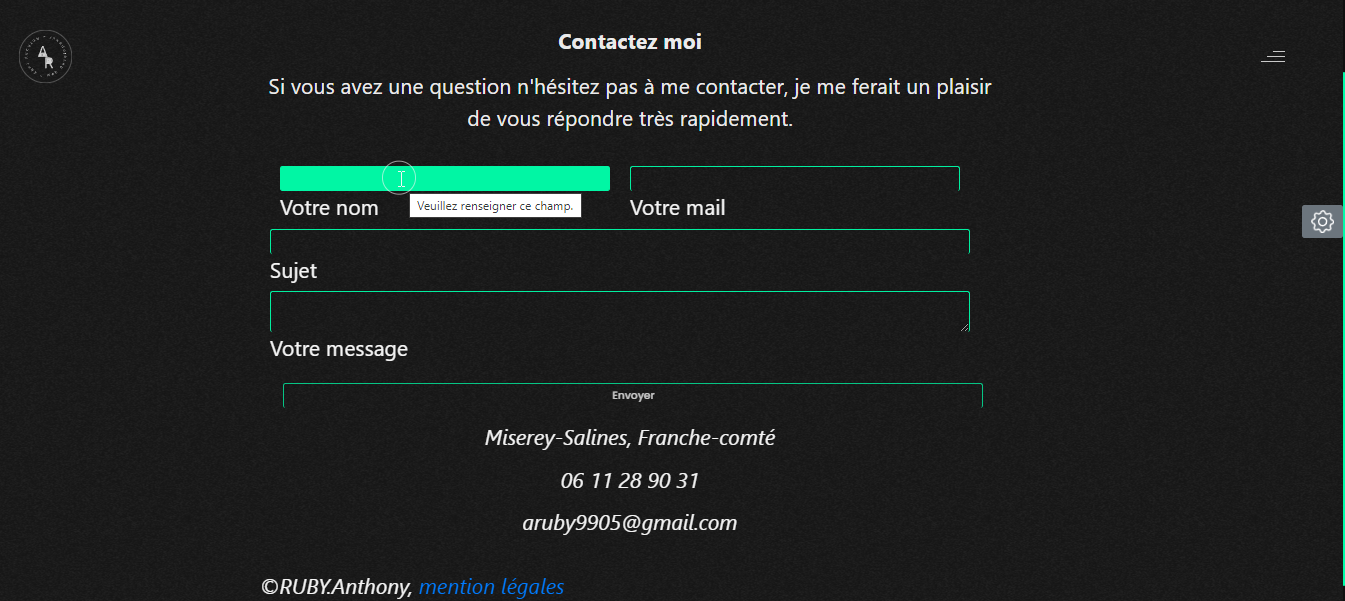 Contactez moi
AR
Si vous avez une question n'hésitez pas à me contacter, je me ferait un plaisir
de vous répondre très rapidement.
Votre nom
Veuillez renseigner ce champ.
Votre mail
Sujet
Votre message
Envoyer
Miserey-Salines, Franche-comté
06 11 28 90 31
aruby9905@gmail.com
©RUBY.Anthony, mention légales